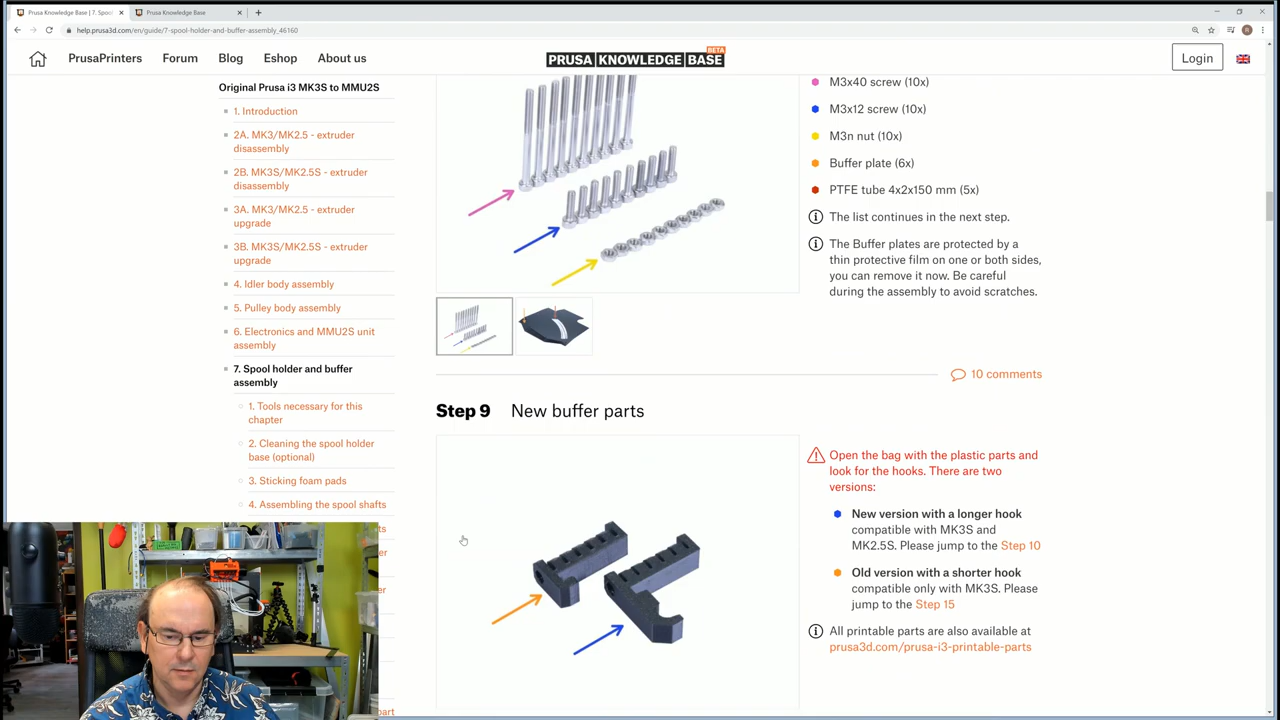 Prusa Knowledge Base | 7. Spool
Prusa Knowledge Base
help.prusa3d.com/en/guide/7-spool-holder-and-buffer-assembly_46160
PrusaPrinters
Forum
Blog
Eshop
About us
PRUSA KNOWLEDGE BASE
BETA
Login
Original Prusa i3 MK3S to MMU2S
1. Introduction
2A. MK3/MK2.5 - extruder
disassembly
2B. MK3S/MK2.5S - extruder
disassembly
3A. MK3/MK2.5 - extruder
upgrade
3B. MK3S/MK2.5S - extruder
upgrade
4. Idler body assembly
5. Pulley body assembly
6. Electronics and MMU2S unit
assembly
7. Spool holder and buffer
assembly
1. Tools necessary for this
chapter
2. Cleaning the spool holder
base (optional)
3. Sticking foam pads
4. Assembling the spool shafts
ts
er
er
part
M3x40 screw (10x)
M3x12 screw (10x)
M3n nut (10x)
Buffer plate (6x)
PTFE tube 4x2x150 mm (5x)
The list continues in the next step.
The Buffer plates are protected by a
thin protective film on one or both sides,
you can remove it now. Be careful
during the assembly to avoid scratches.
10 comments
Step 9 New buffer parts
Open the bag with the plastic parts and
look for the hooks. There are two
versions:
New version with a longer hook
compatible with MK3S and
MK2.5S. Please jump to the Step 10
Old version with a shorter hook
compatible only with MK3S. Please
jump to the Step 15
All printable parts are also available at
prusa3d.com/prusa-i3-printable-parts